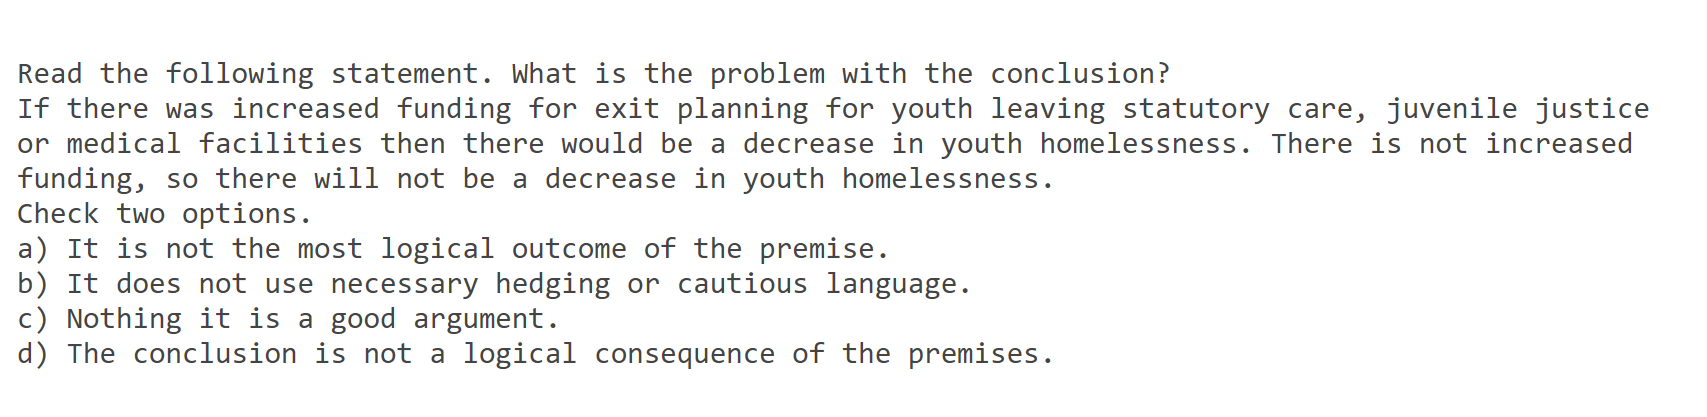 Read the following statement. What is the problem with the conclusion?
If there was increased funding for exit planning for youth leaving statutory care, juvenile justice
or medical facilities then there would be a decrease in youth homelessness. There is not increased
funding, so there will not be a decrease in youth homelessness.
Check two options.
a) It is not the most logical outcome of the premise.
b) It does not use necessary hedging or cautious language.
c) Nothing it is a good argument.
d) The conclusion is not a logical consequence of the premises.